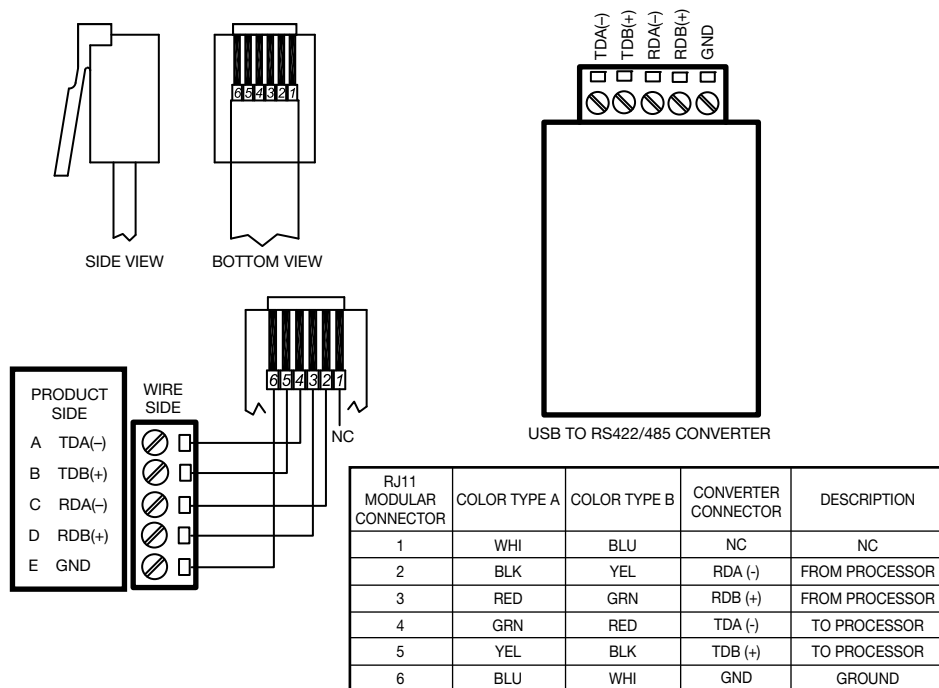 TDA(–)
TDB(+)
RDA(–)
RDB(+)
GND
6 5 4 3 2 1
SIDE VIEW
BOTTOM VIEW
USB TO RS422/485 CONVERTER
6 5 4 3 2 1
NC
PRODUCT
SIDE
WIRE
SIDE
A TDA(–)
B TDB(+)
C RDA(–)
D RDB(+)
E GND
RJ11
MODULAR
CONNECTOR
COLOR TYPE A
COLOR TYPE B
CONVERTER
CONNECTOR
DESCRIPTION
1 WHI BLU NC NC
2 BLK YEL RDA (-) FROM PROCESSOR
3 RED GRN RDB (+) FROM PROCESSOR
4 GRN RED TDA (-) TO PROCESSOR
5 YEL BLK TDB (+) TO PROCESSOR
6 BLU WHI GND GROUND